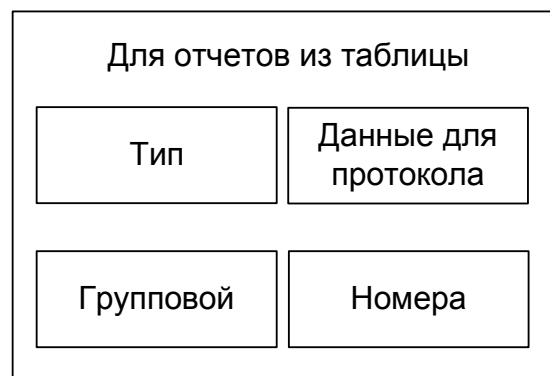 Для отчетов из таблицы
Тип
Данные для
протокола
Групповой
Номера